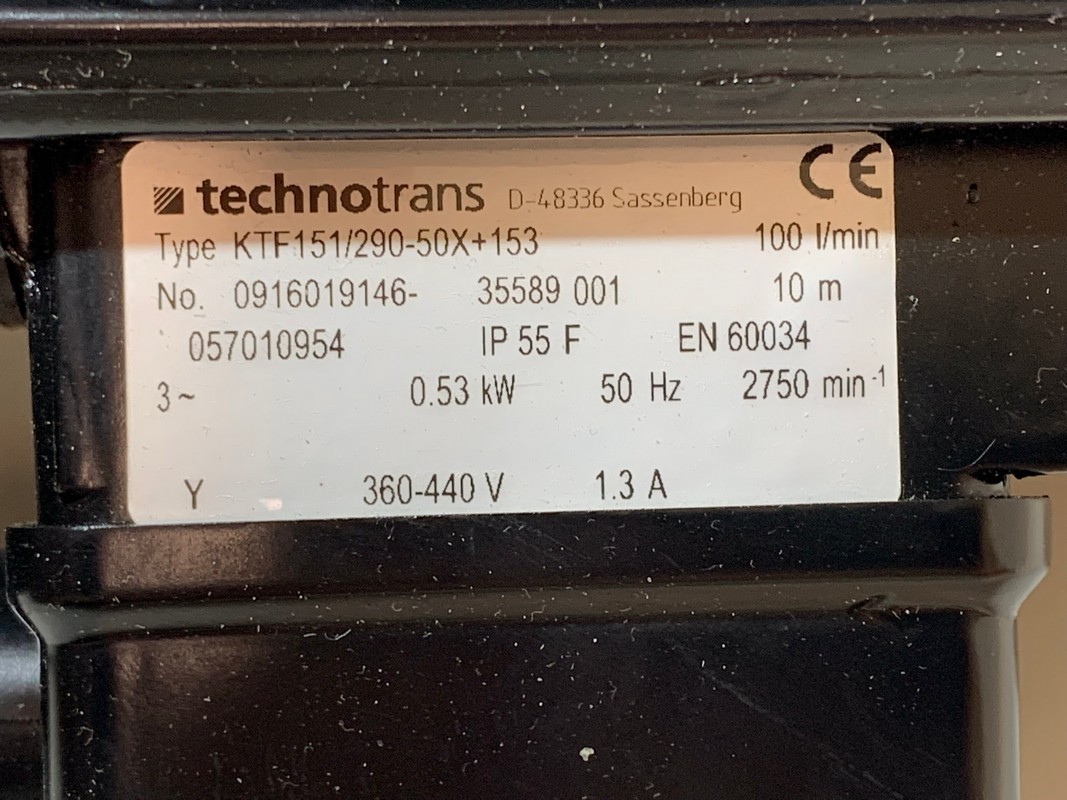 technotrans D-48336 Sassenberg CE
Type KTF151/290-50X+153 100 l/min
No. 0916019146- 35589 001 10 m
057010954 IP 55 F EN 60034
3~ 0.53 kW 50 Hz 2750 min-1
Y 360-440 V 1.3 A